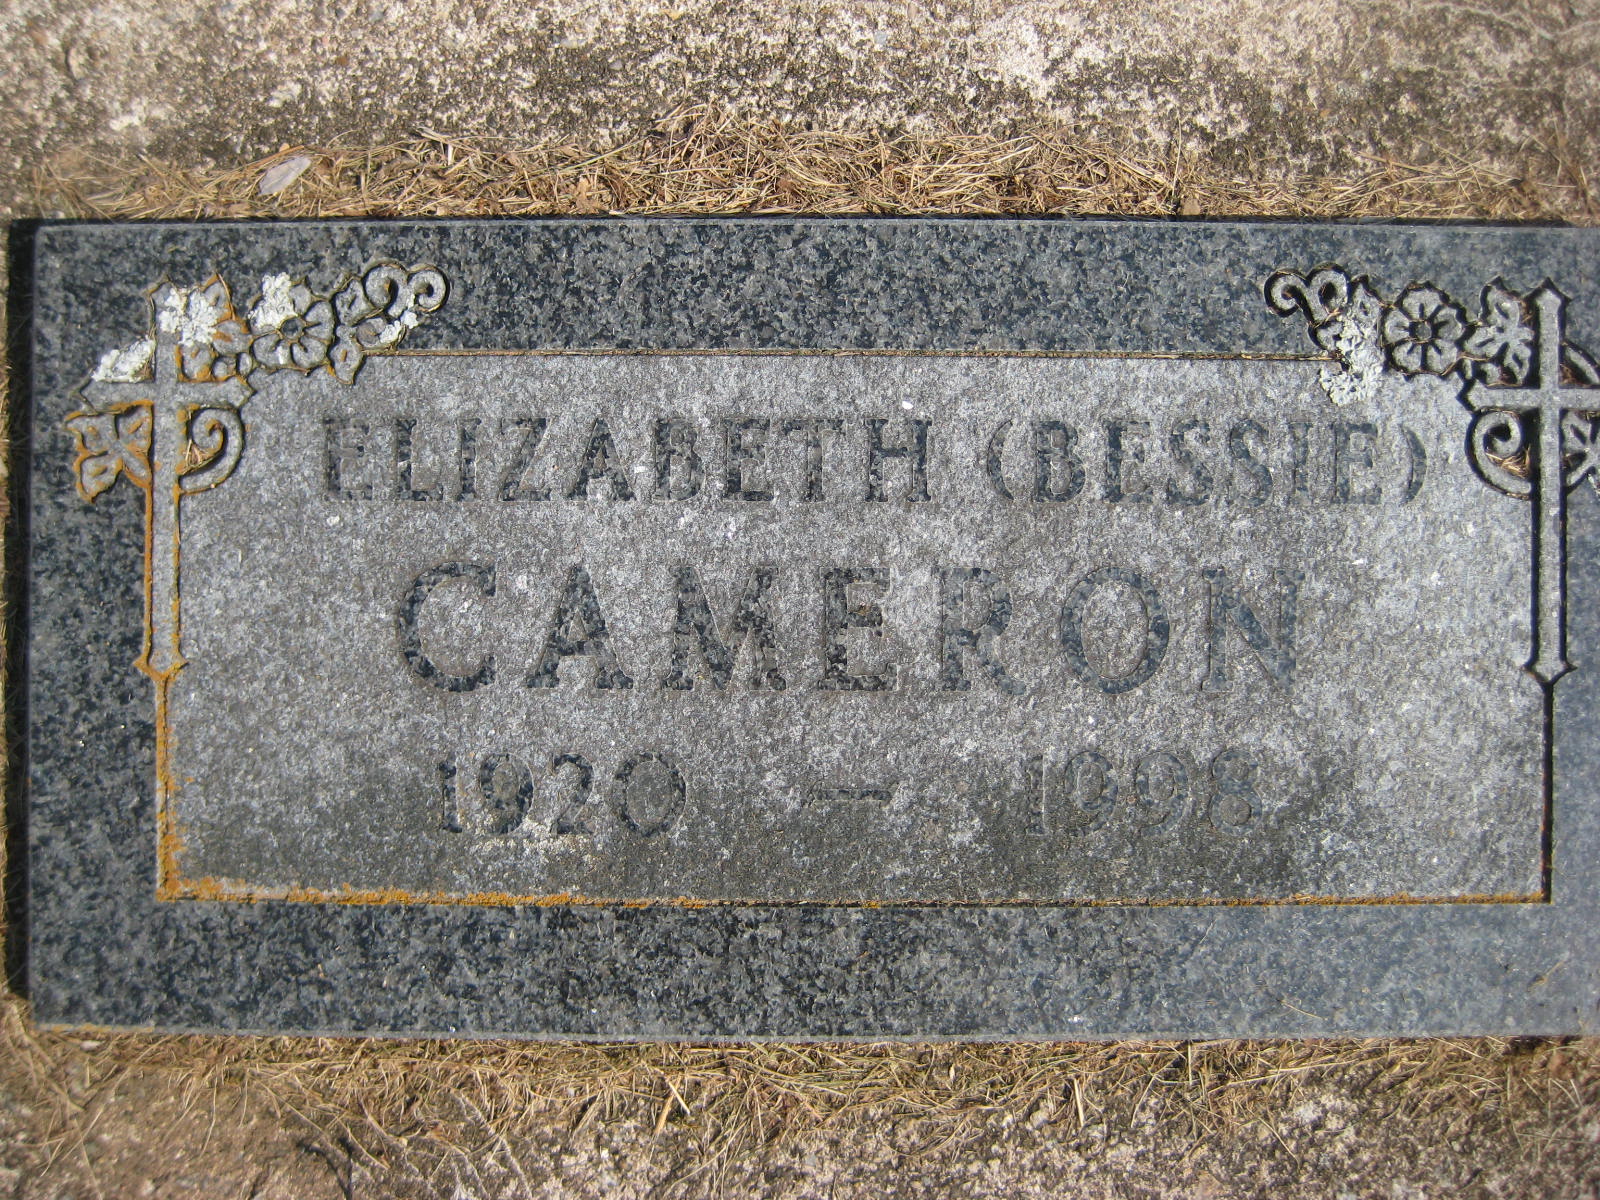 ELIZABETH (BESSIE)
CAMERON
1920 — 1998